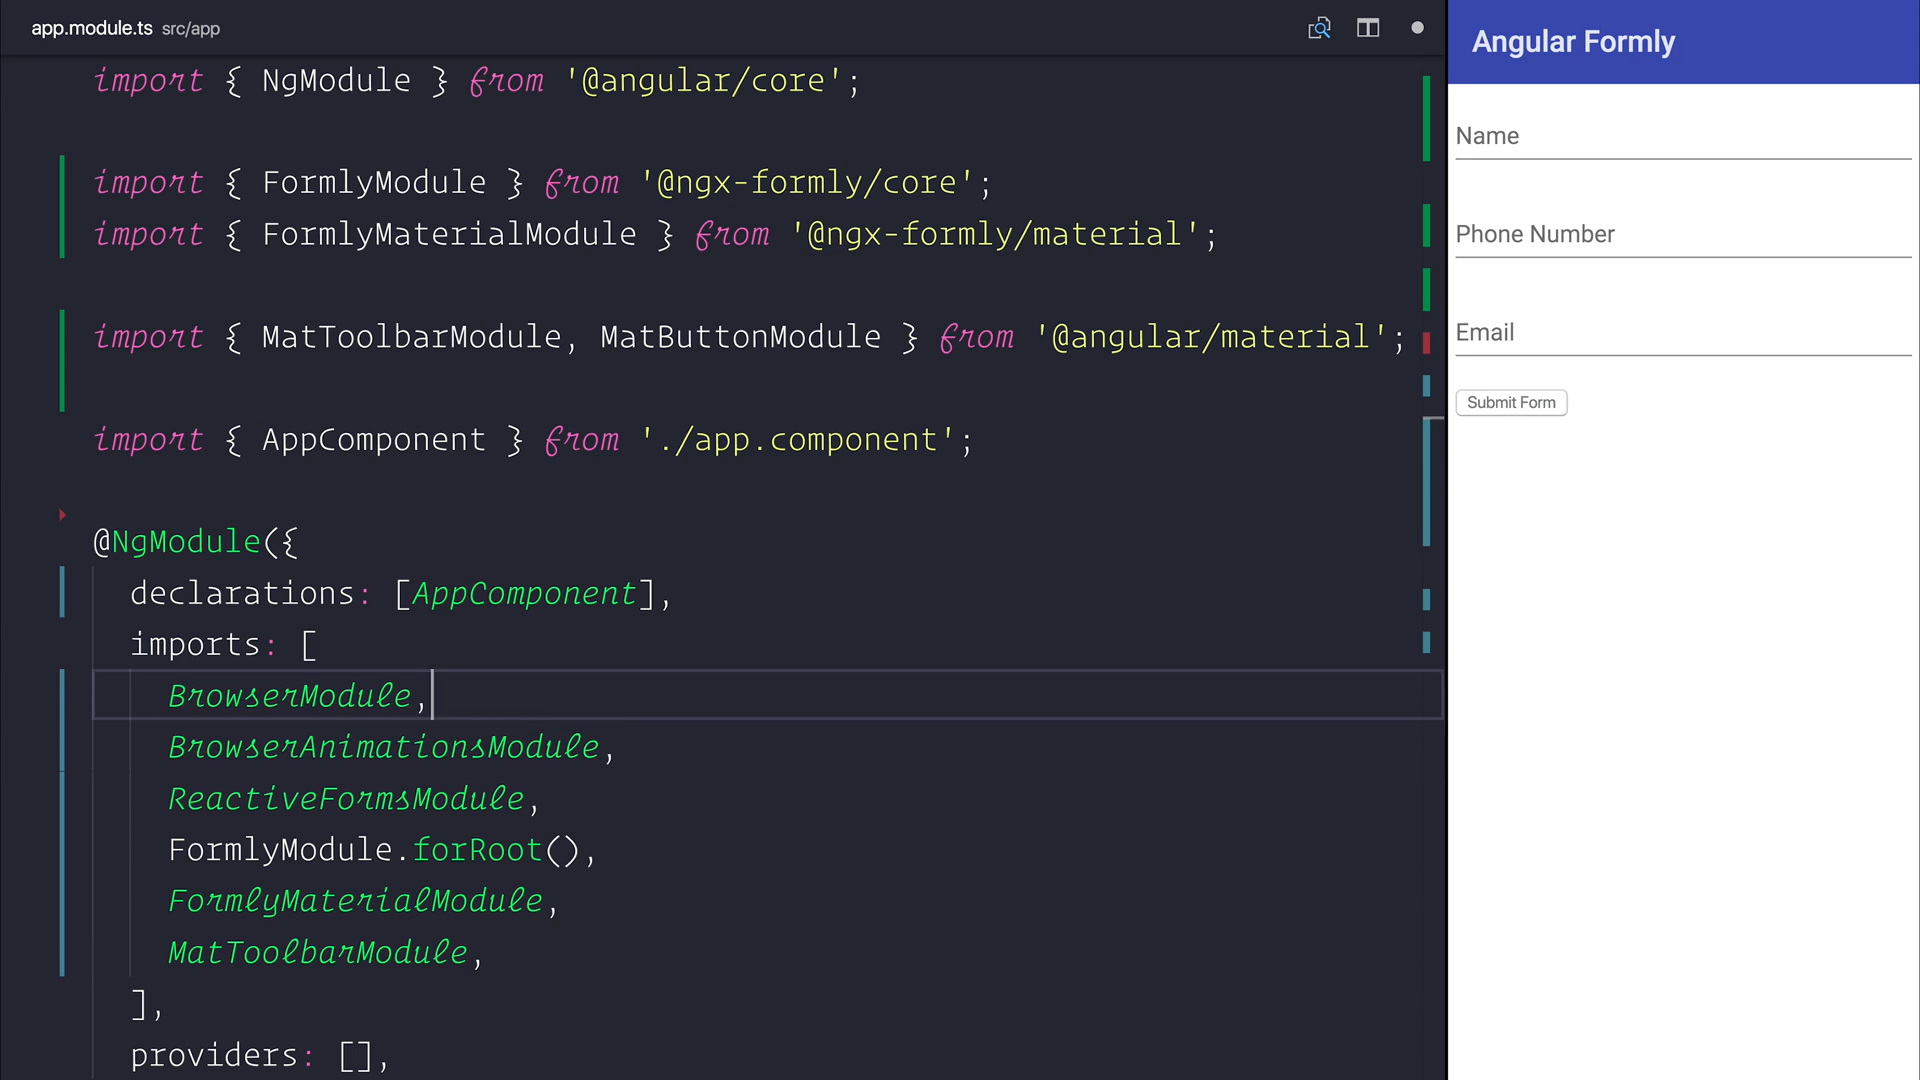 app.module.ts src/app
import { NgModule } from '@angular/core';
import { FormlyModule } from '@ngx-formly/core';
import { FormlyMaterialModule } from '@ngx-formly/material';
import { MatToolbarModule, MatButtonModule } from '@angular/material';
import { AppComponent } from './app.component';
@NgModule({
declarations: [AppComponent],
imports: [
BrowserModule,
BrowserAnimationsModule,
ReactiveFormsModule,
FormlyModule.forRoot(),
FormlyMaterialModule,
MatToolbarModule,
],
providers: [],
Angular Formly
Name
Phone Number
Email
Submit Form